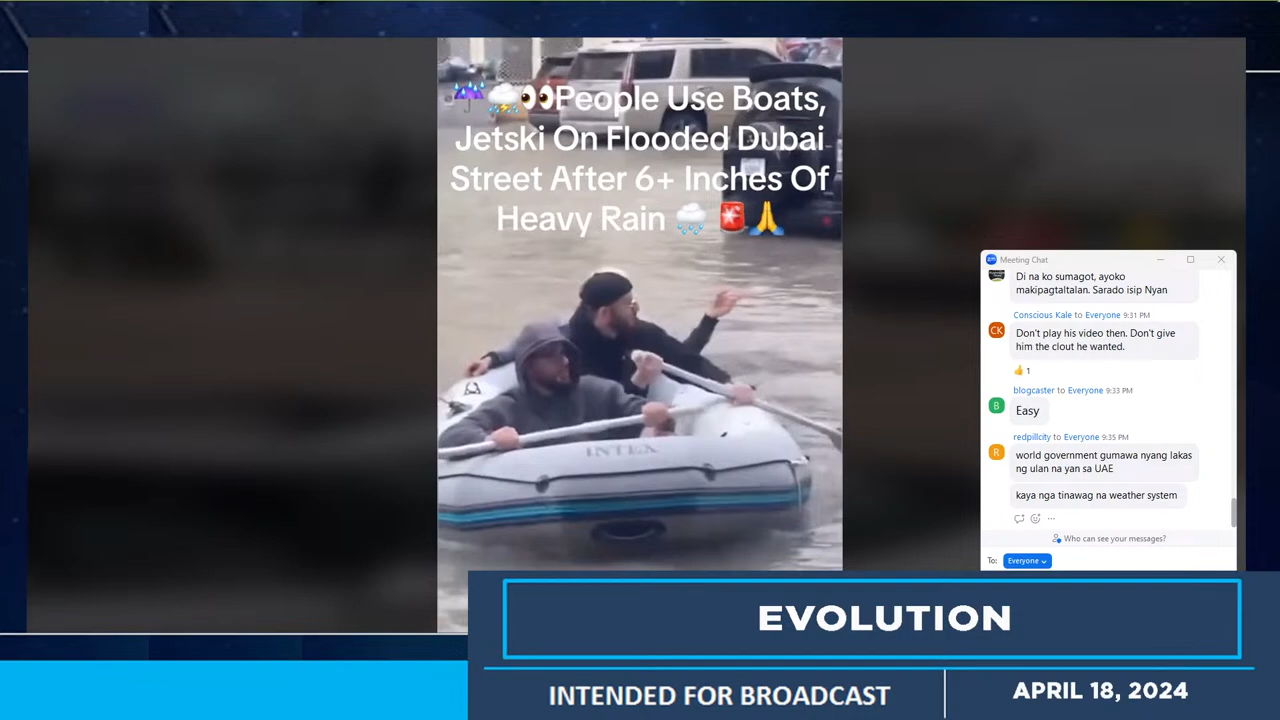 ☔⛈️👀People Use Boats,
Jetski On Flooded Dubai
Street After 6+ Inches Of
Heavy Rain 🌧️ 🚨🙏
INTEX
Meeting Chat
Di na ko sumagot, ayoko
makipagtaltalan. Sarado isip Nyan
Conscious Kale to Everyone 9:31 PM
CK
Don't play his video then. Don't give
him the clout he wanted.
👍 1
blogcaster to Everyone 9:33 PM
B
Easy
redpillcity to Everyone 9:35 PM
R
world government gumawa nyang lakas
ng ulan na yan sa UAE
kaya nga tinawag na weather system
Who can see your messages?
To: Everyone
EVOLUTION
INTENDED FOR BROADCAST
APRIL 18, 2024